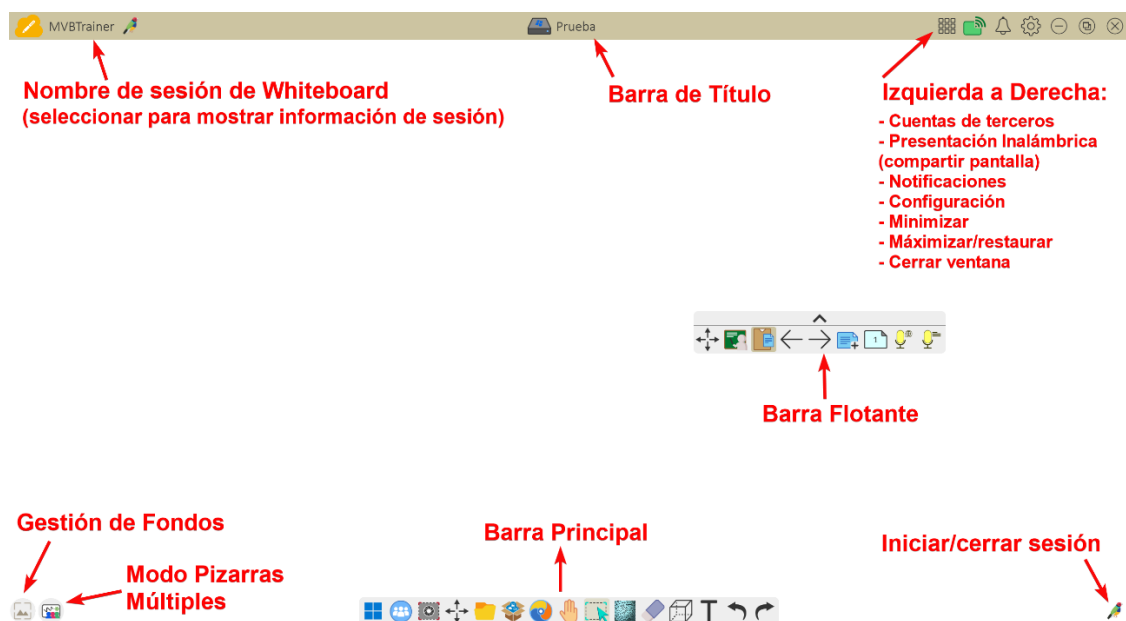 MVBTrainer
Prueba
Nombre de sesión de Whiteboard
(seleccionar para mostrar información de sesión)
Barra de Título
Izquierda a Derecha:
- Cuentas de terceros
- Presentación Inalámbrica
(compartir pantalla)
- Notificaciones
- Configuración
- Minimizar
- Máximizar/restaurar
- Cerrar ventana
1
Barra Flotante
Gestión de Fondos
Barra Principal
Iniciar/cerrar sesión
Modo Pizarras
Múltiples
T